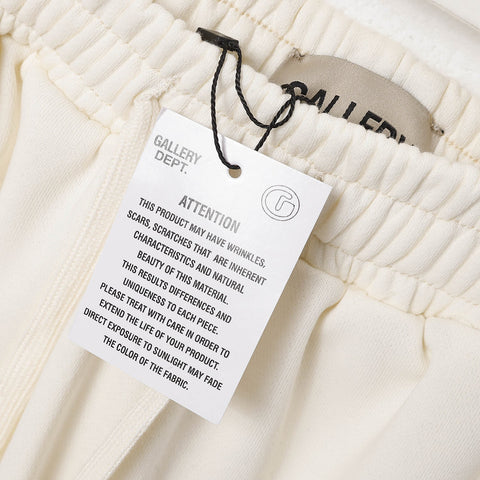 GALLERY
GALLERY
DEPT.
ATTENTION
THIS PRODUCT MAY HAVE WRINKLES,
SCARS, SCRATCHES THAT ARE INHERENT
CHARACTERISTICS AND NATURAL
BEAUTY OF THIS MATERIAL.
THIS RESULTS DIFFERENCES AND
UNIQUENESS TO EACH PIECE.
PLEASE TREAT WITH CARE IN ORDER TO
EXTEND THE LIFE OF YOUR PRODUCT.
DIRECT EXPOSURE TO SUNLIGHT MAY FADE
THE COLOR OF THE FABRIC.